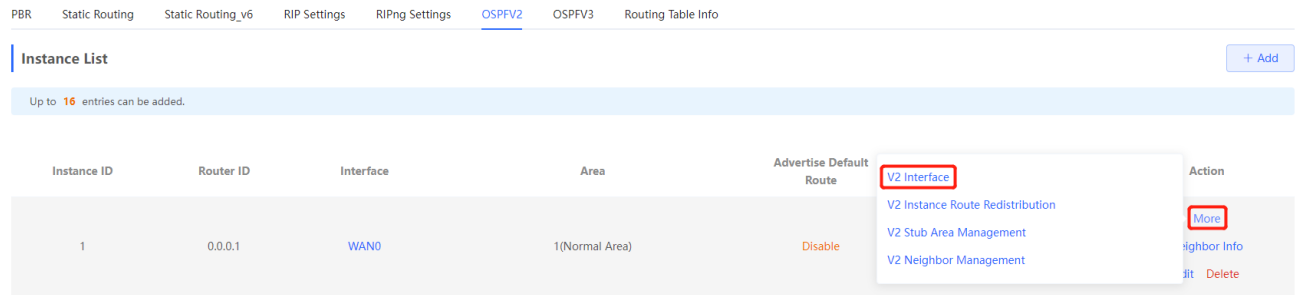 PBR Static Routing Static Routing_v6 RIP Settings RIPng Settings OSPFV2 OSPFV3 Routing Table Info
Instance List
+ Add
Up to 16 entries can be added.
Instance ID Router ID Interface Area Advertise Default Route Action
V2 Interface
V2 Instance Route Redistribution
V2 Stub Area Management
V2 Neighbor Management
1 0.0.0.1 WAN0 1(Normal Area) Disable More
eighbor Info
dit Delete